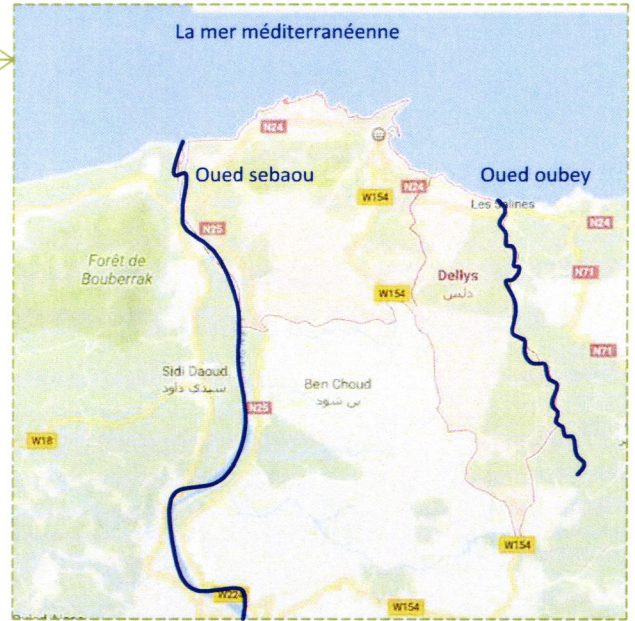 La mer méditerranéenne
N24
Oued sebaou
Oued oubey
W154
N24
Les Salines
N25
N24
Forêt de
Bouberrak
Dellys
دلس
N71
W154
N71
Sidi Daoud
سيدي داود
Ben Choud
بن شود
N25
W18
W154
W224
W154